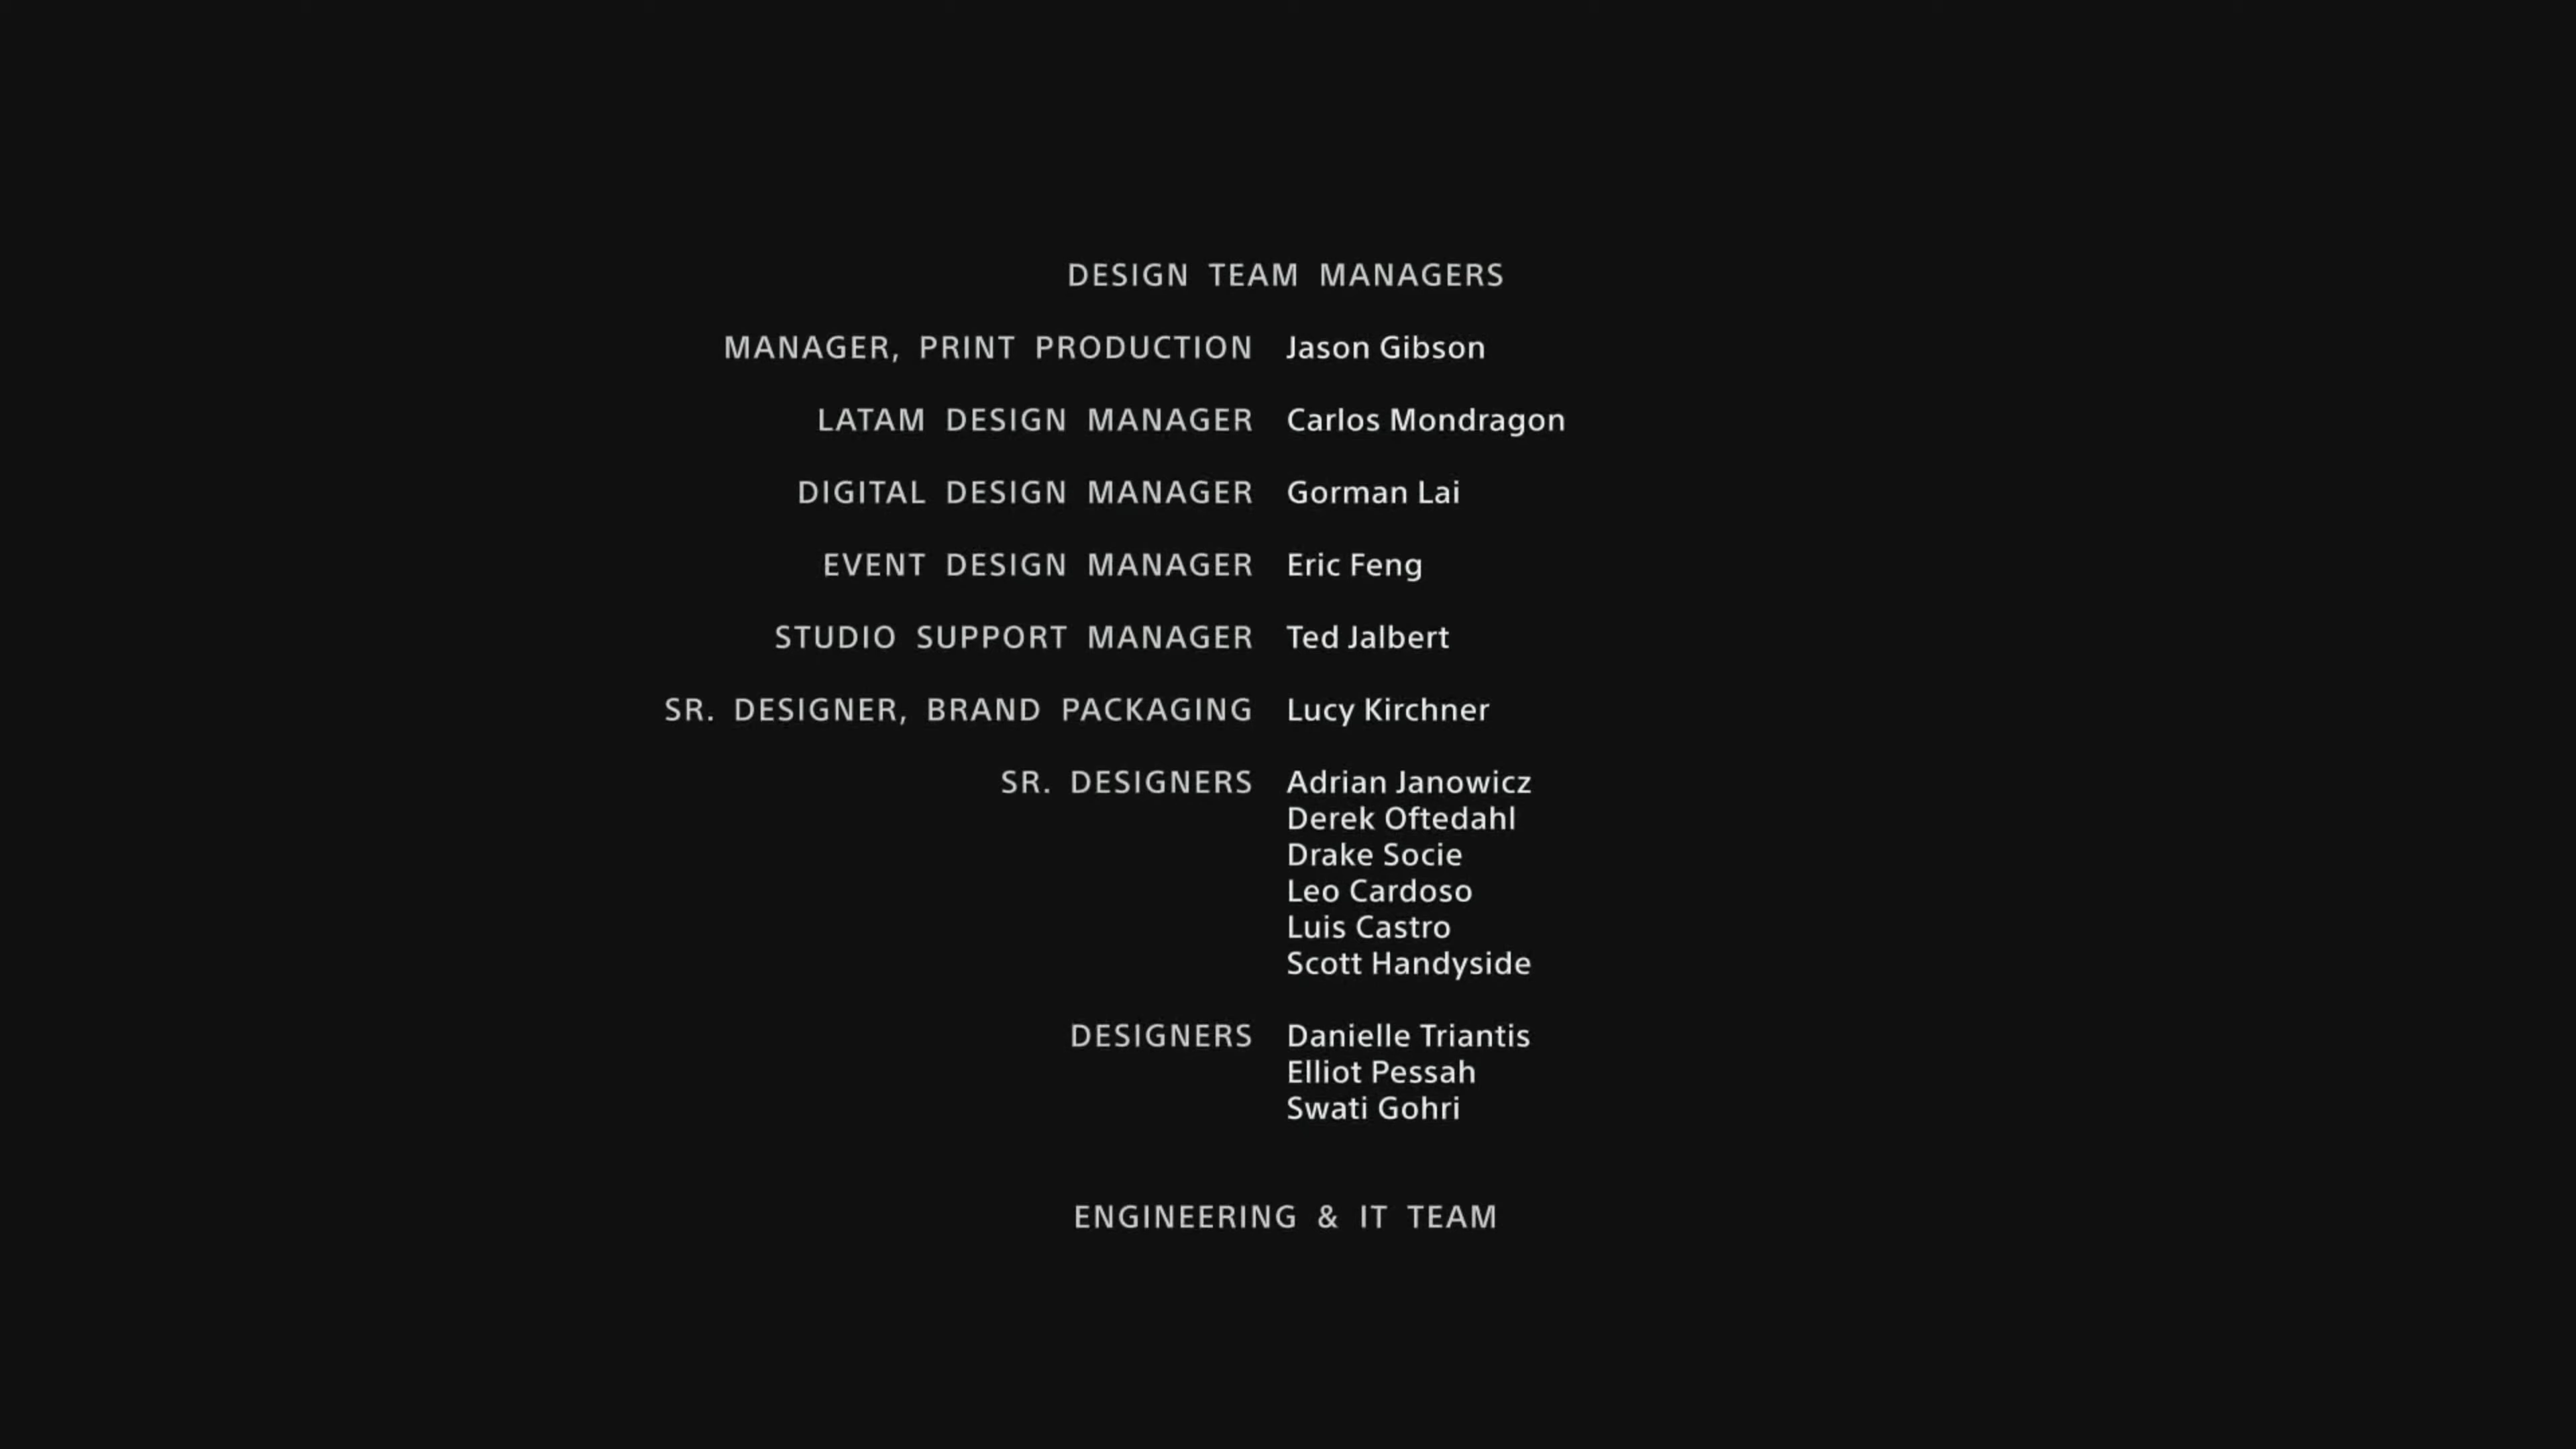 DESIGN TEAM MANAGERS
MANAGER, PRINT PRODUCTION Jason Gibson
LATAM DESIGN MANAGER Carlos Mondragon
DIGITAL DESIGN MANAGER Gorman Lai
EVENT DESIGN MANAGER Eric Feng
STUDIO SUPPORT MANAGER Ted Jalbert
SR. DESIGNER, BRAND PACKAGING Lucy Kirchner
SR. DESIGNERS Adrian Janowicz
Derek Oftedahl
Drake Socie
Leo Cardoso
Luis Castro
Scott Handyside
DESIGNERS Danielle Triantis
Elliot Pessah
Swati Gohri
ENGINEERING & IT TEAM